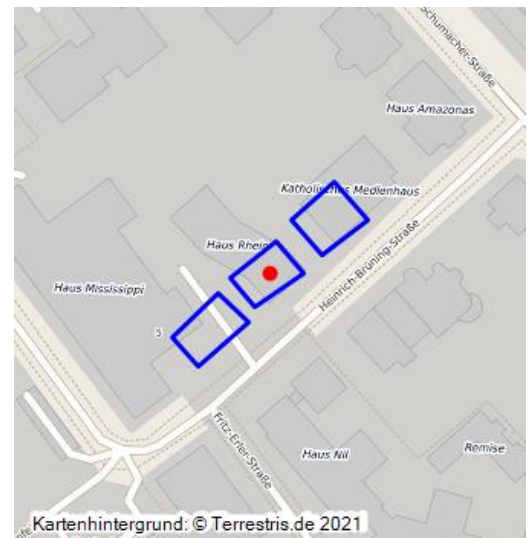 Schumacher-Straße
Haus Amazonas
Katholisches Medienhaus
Haus Rhein
Heinrich-Brüning-Straße
Haus Mississippi
5
Fritz-Erler-Straße
Haus Nil
Remise
Kartenhintergrund: © Terrestris.de 2021